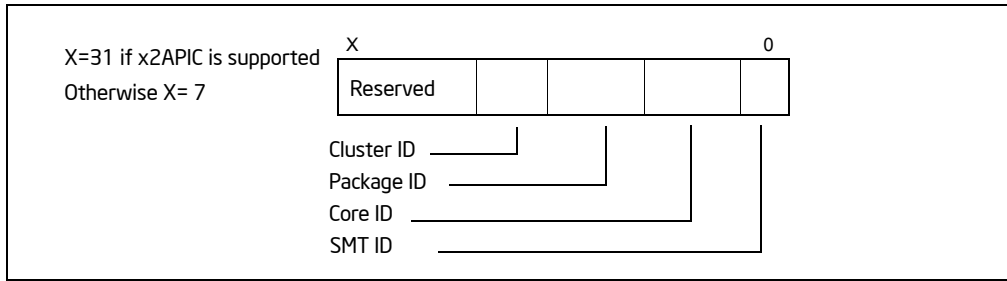 X=31 if x2APIC is supported
Otherwise X= 7
X
0
Reserved
Cluster ID
Package ID
Core ID
SMT ID